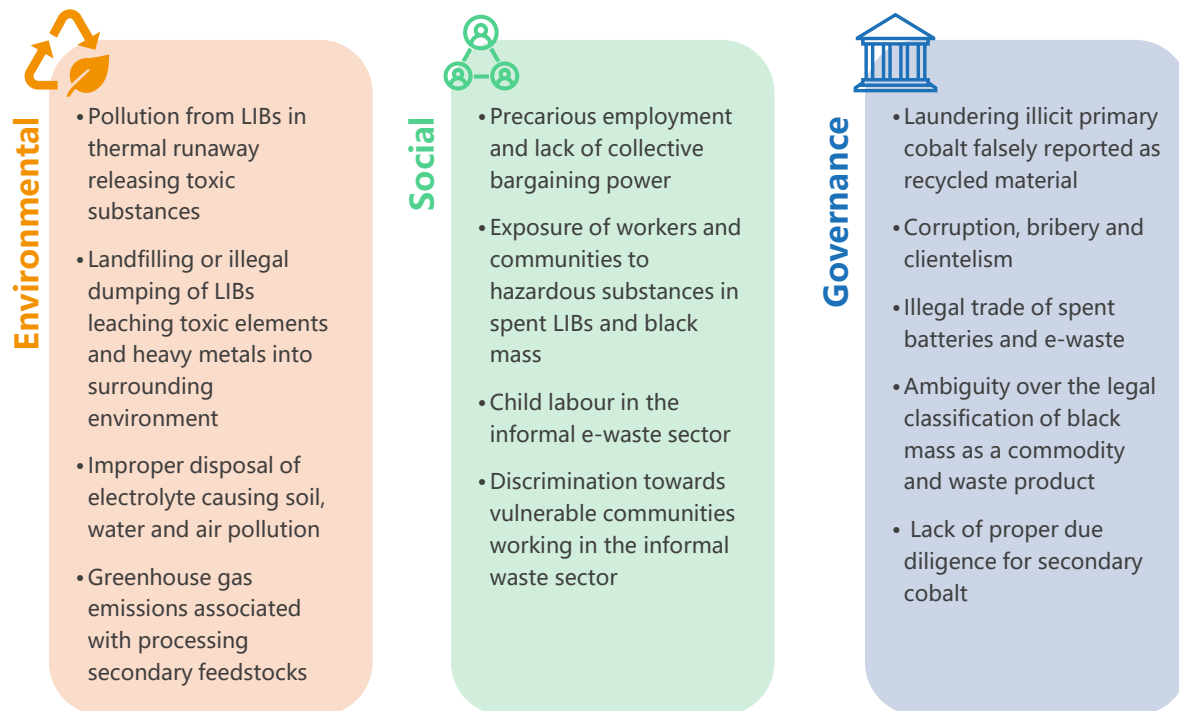 Environmental
• Pollution from LIBs in
thermal runaway
releasing toxic
substances
• Landfilling or illegal
dumping of LIBs
leaching toxic elements
and heavy metals into
surrounding
environment
• Improper disposal of
electrolyte causing soil,
water and air pollution
• Greenhouse gas
emissions associated
with processing
secondary feedstocks
Social
• Precarious employment
and lack of collective
bargaining power
• Exposure of workers and
communities to
hazardous substances in
spent LIBs and black
mass
• Child labour in the
informal e-waste sector
• Discrimination towards
vulnerable communities
working in the informal
waste sector
Governance
• Laundering illicit primary
cobalt falsely reported as
recycled material
• Corruption, bribery and
clientelism
• Illegal trade of spent
batteries and e-waste
• Ambiguity over the legal
classification of black
mass as a commodity
and waste product
• Lack of proper due
diligence for secondary
cobalt